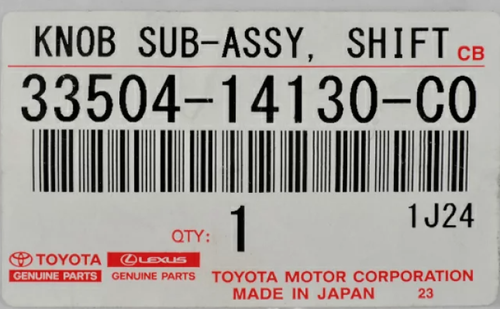 KNOB SUB-ASSY, SHIFT CB
33504-14130-C0
QTY: 1 1J24
TOYOTA LEXUS TOYOTA MOTOR CORPORATION
GENUINE PARTS GENUINE PARTS MADE IN JAPAN 23